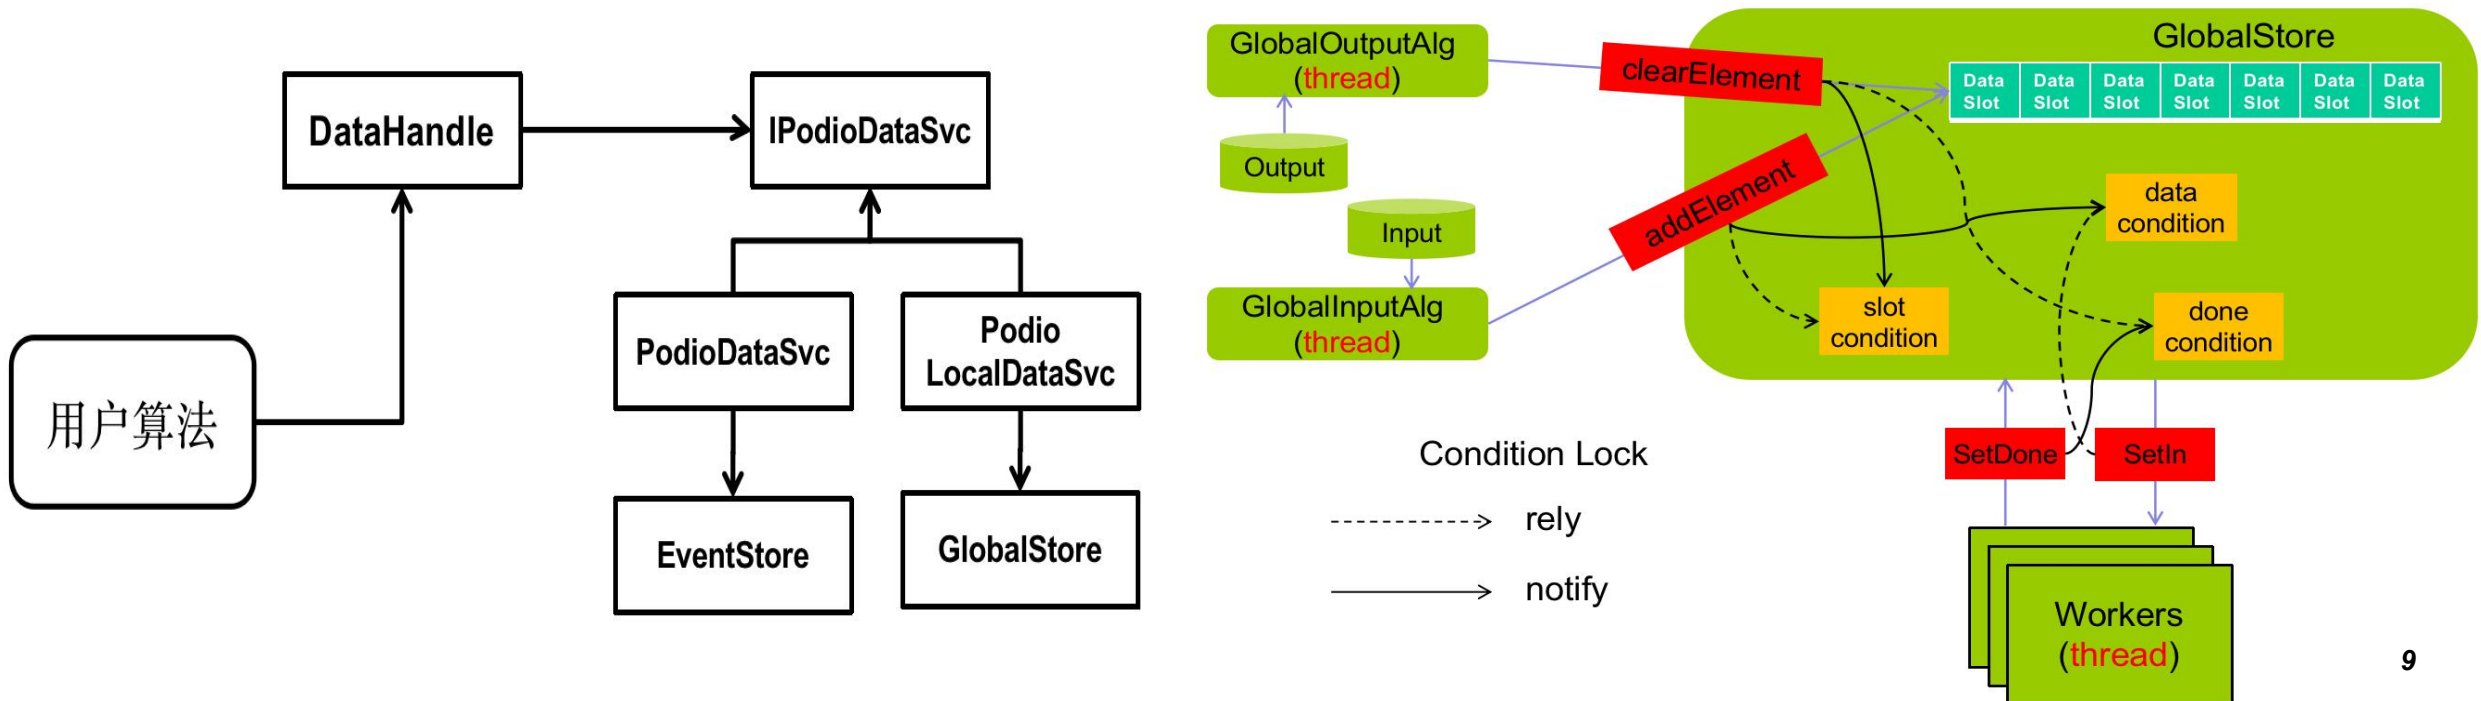 DataHandle
IPodioDataSvc
用户算法
PodioDataSvc
Podio
LocalDataSvc
EventStore
GlobalStore
GlobalOutputAlg
(thread)
Output
Input
GlobalInputAlg
(thread)
clearElement
addElement
GlobalStore
Data Data Data Data Data Data Data
Slot Slot Slot Slot Slot Slot Slot
data
condition
slot
condition
done
condition
SetDone
SetIn
Condition Lock
rely
notify
Workers
(thread)
9